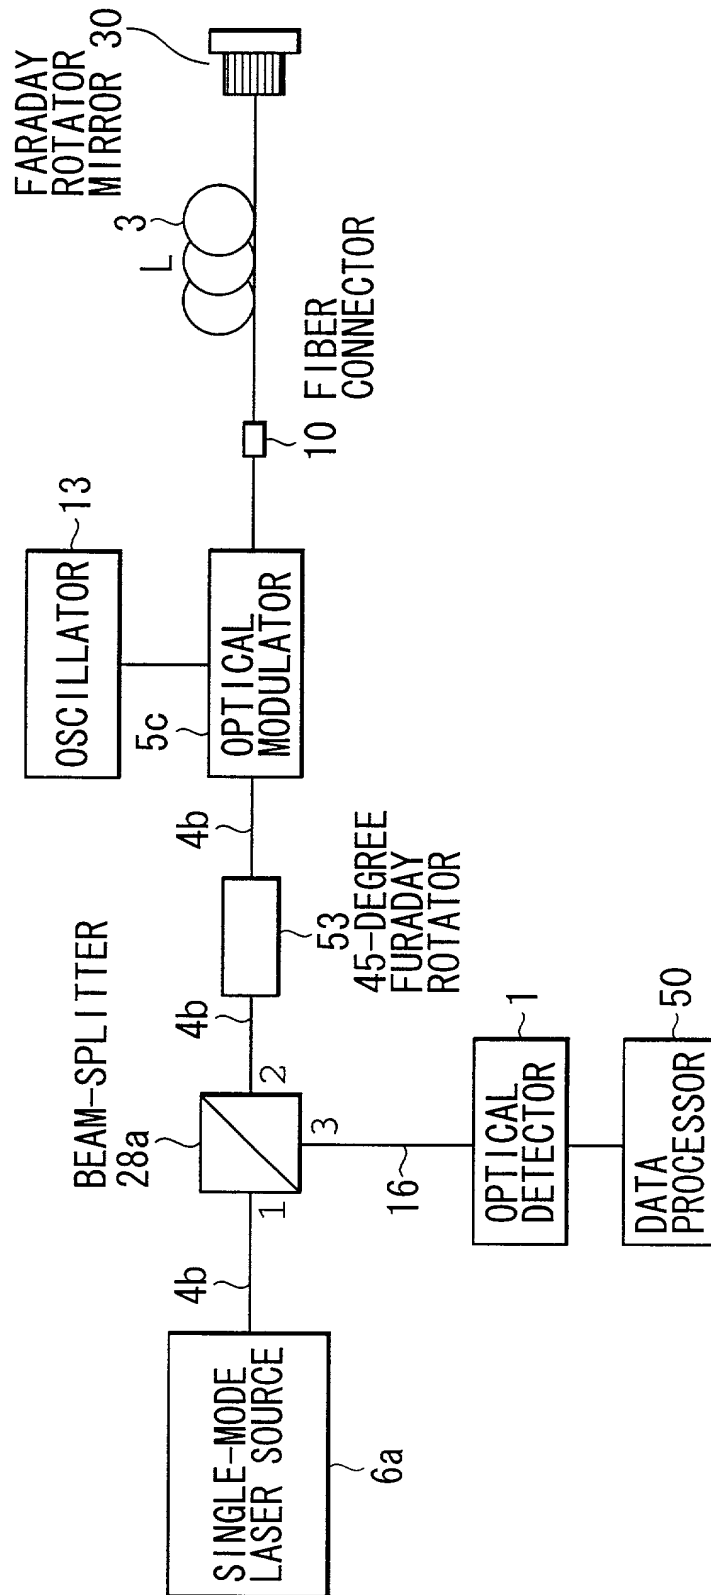 SINGLE-MODE
LASER SOURCE
6a
4b
1
BEAM-SPLITTER
28a
2
3
16
OPTICAL
DETECTOR
1
DATA
PROCESSOR
50
4b
53
45-DEGREE
FURADAY
ROTATOR
4b
OSCILLATOR
13
5c
OPTICAL
MODULATOR
10 FIBER
CONNECTOR
L
3
FARADAY
ROTATOR
MIRROR 30